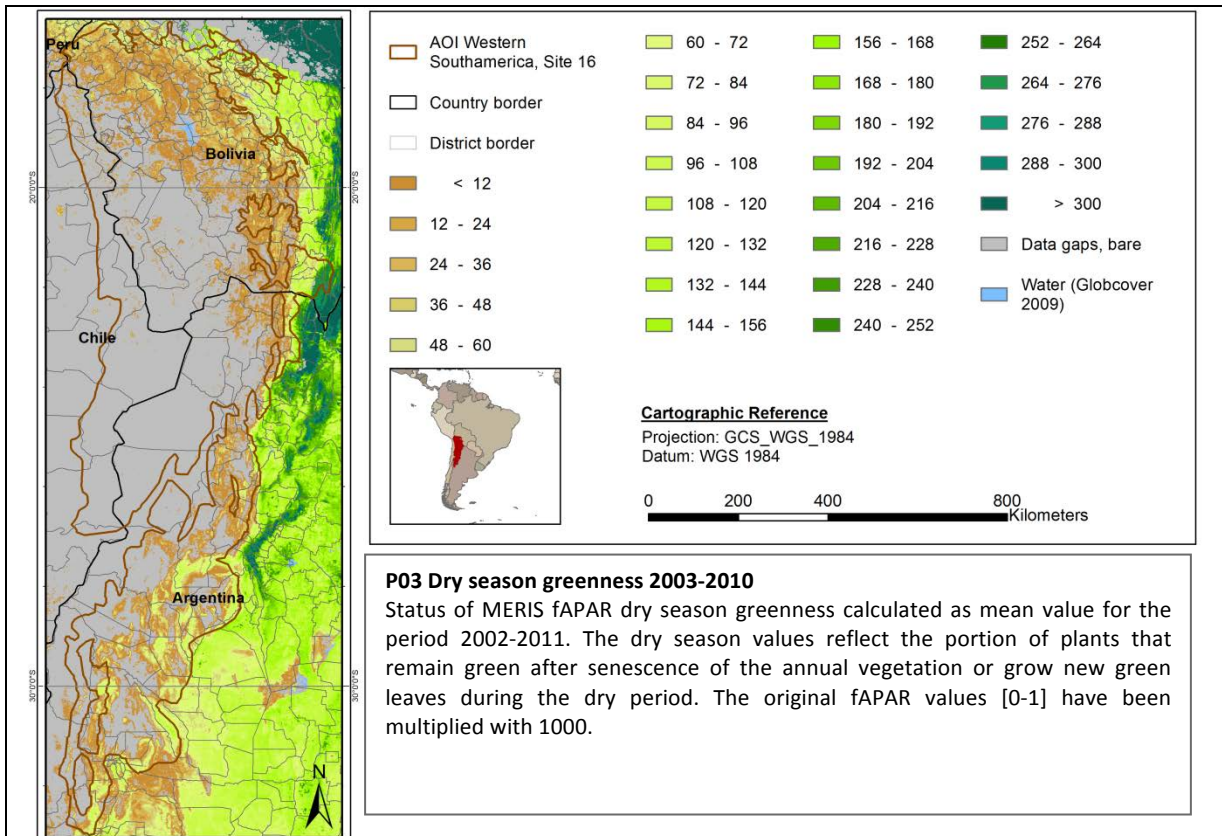 Peru
Bolivia
Chile
Argentina
20°0'0"S
20°0'0"S
30°0'0"S
30°0'0"S
N
AOI Western
Southamerica, Site 16
Country border
District border
< 12
12 - 24
24 - 36
36 - 48
48 - 60
60 - 72
72 - 84
84 - 96
96 - 108
108 - 120
120 - 132
132 - 144
144 - 156
156 - 168
168 - 180
180 - 192
192 - 204
204 - 216
216 - 228
228 - 240
240 - 252
252 - 264
264 - 276
276 - 288
288 - 300
> 300
Data gaps, bare
Water (Globcover
2009)
Cartographic Reference
Projection: GCS_WGS_1984
Datum: WGS 1984
0 200 400 800
Kilometers
P03 Dry season greenness 2003-2010
Status of MERIS fAPAR dry season greenness calculated as mean value for the
period 2002-2011. The dry season values reflect the portion of plants that
remain green after senescence of the annual vegetation or grow new green
leaves during the dry period. The original fAPAR values [0-1] have been
multiplied with 1000.